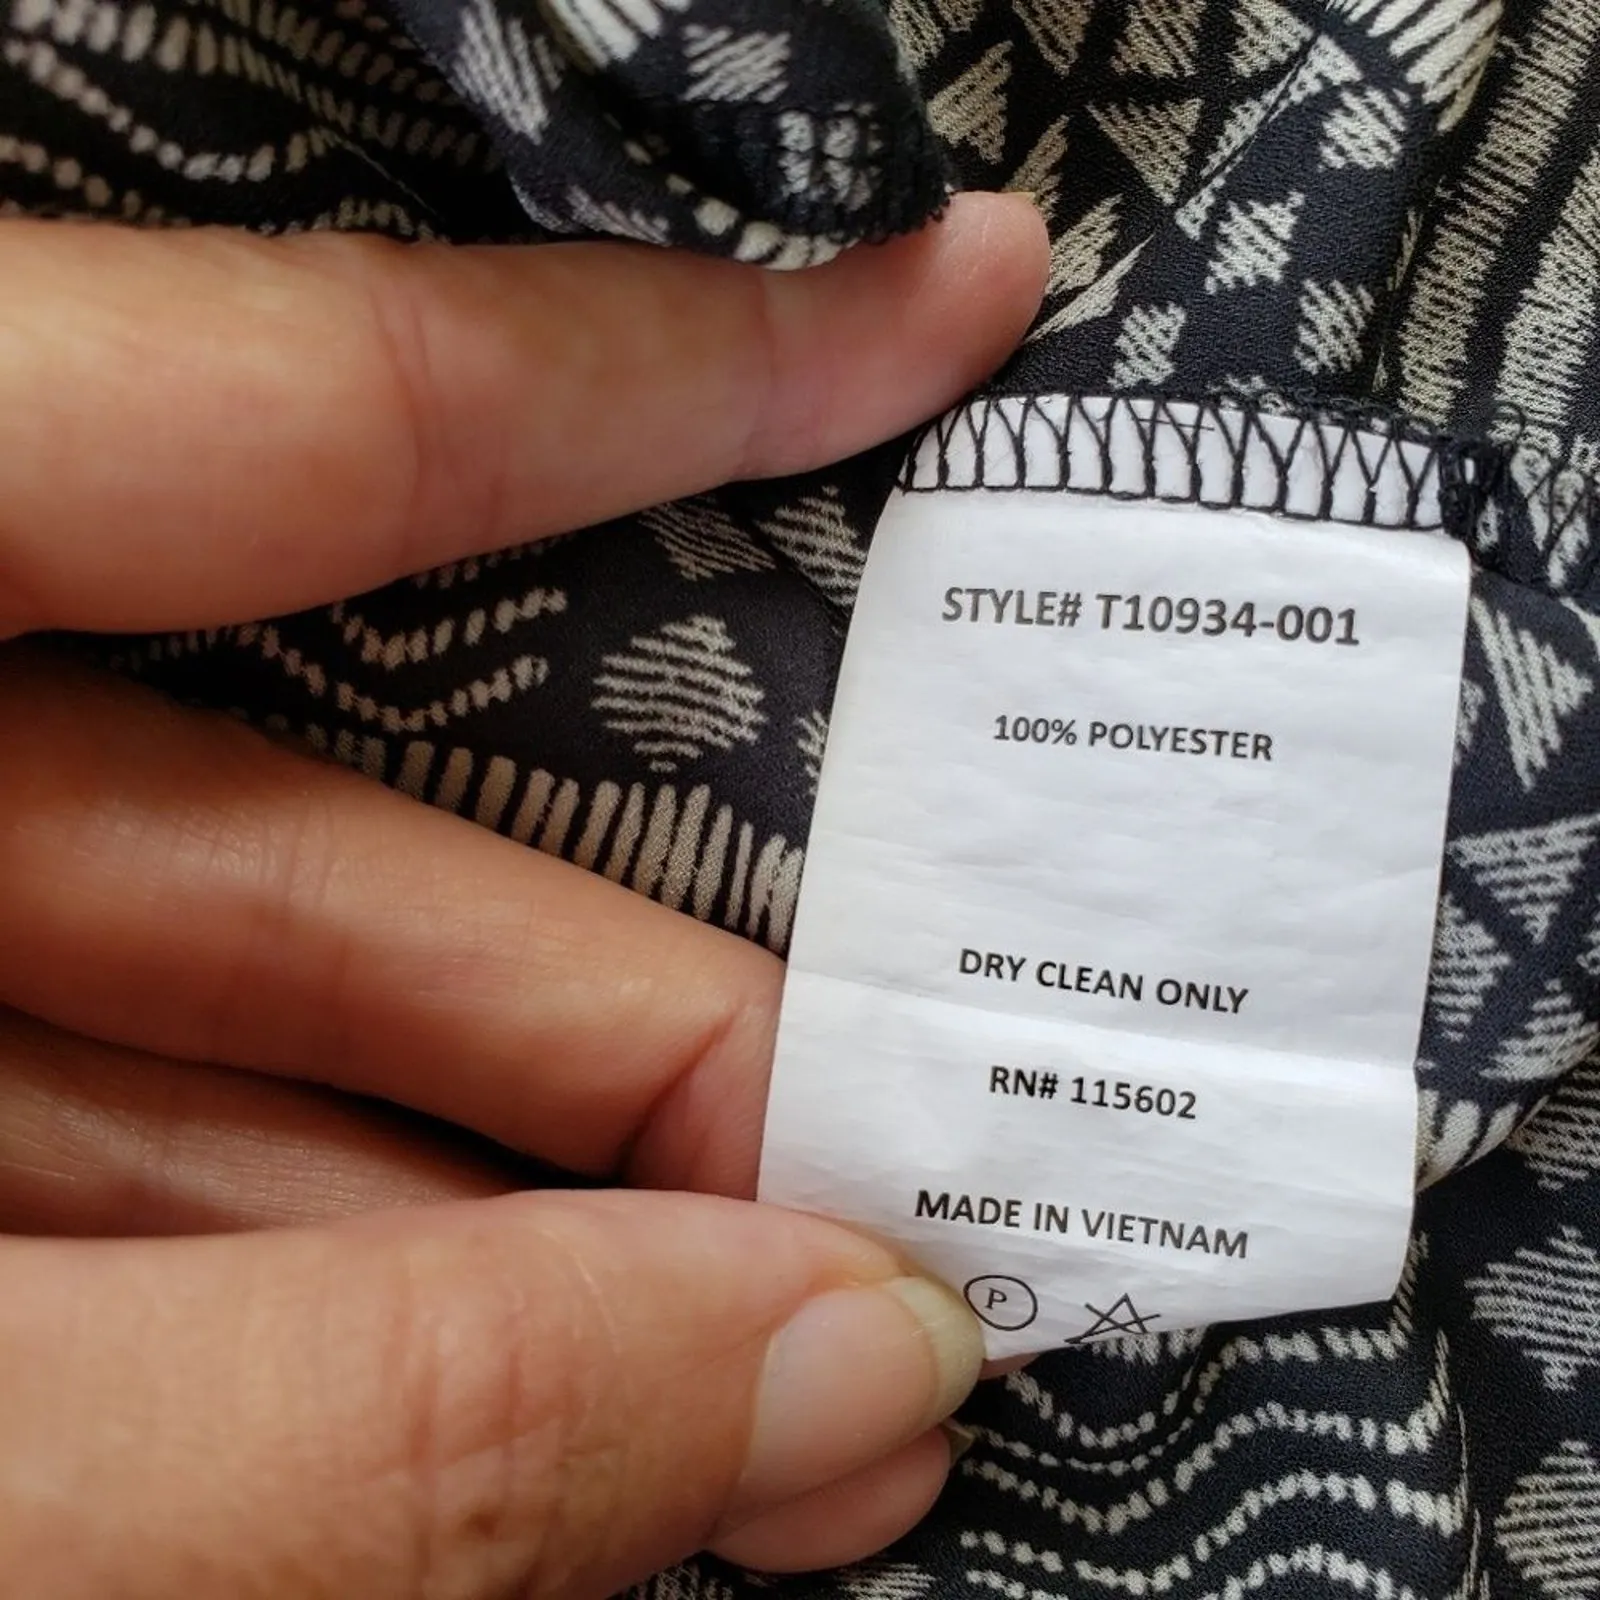 STYLE# T10934-001
100% POLYESTER
DRY CLEAN ONLY
RN# 115602
MADE IN VIETNAM
P